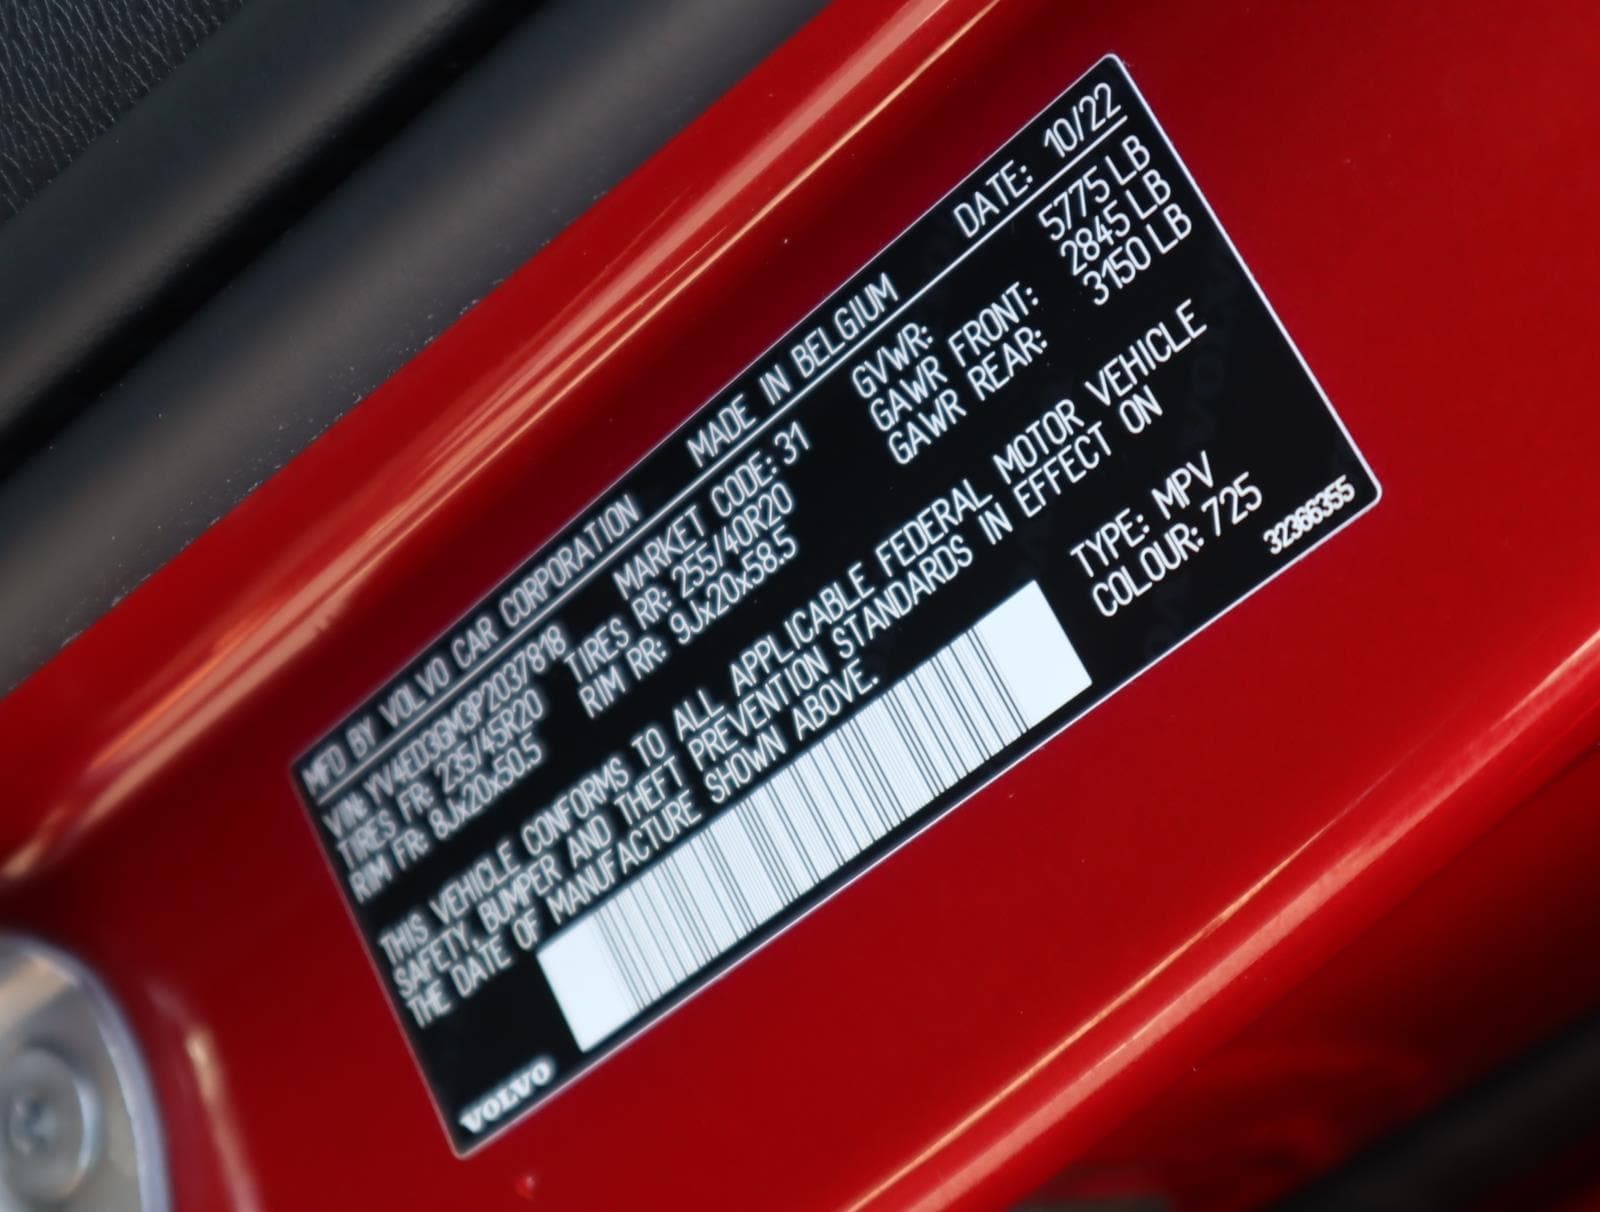 MFD BY VOLVO CAR CORPORATION MADE IN BELGIUM DATE: 10/22
VIN: YV4ED3GM3P2037818 MARKET CODE: 31 GVWR: 5775 LB
TIRES FR: 235/45R20 TIRES RR: 255/40R20 GAWR FRONT: 2845 LB
RIM FR: 8Jx20x50.5 RIM RR: 9Jx20x58.5 GAWR REAR: 3150 LB
THIS VEHICLE CONFORMS TO ALL APPLICABLE FEDERAL MOTOR VEHICLE
SAFETY, BUMPER AND THEFT PREVENTION STANDARDS IN EFFECT ON
THE DATE OF MANUFACTURE SHOWN ABOVE.
TYPE: MPV
COLOUR: 725
VOLVO 32366355